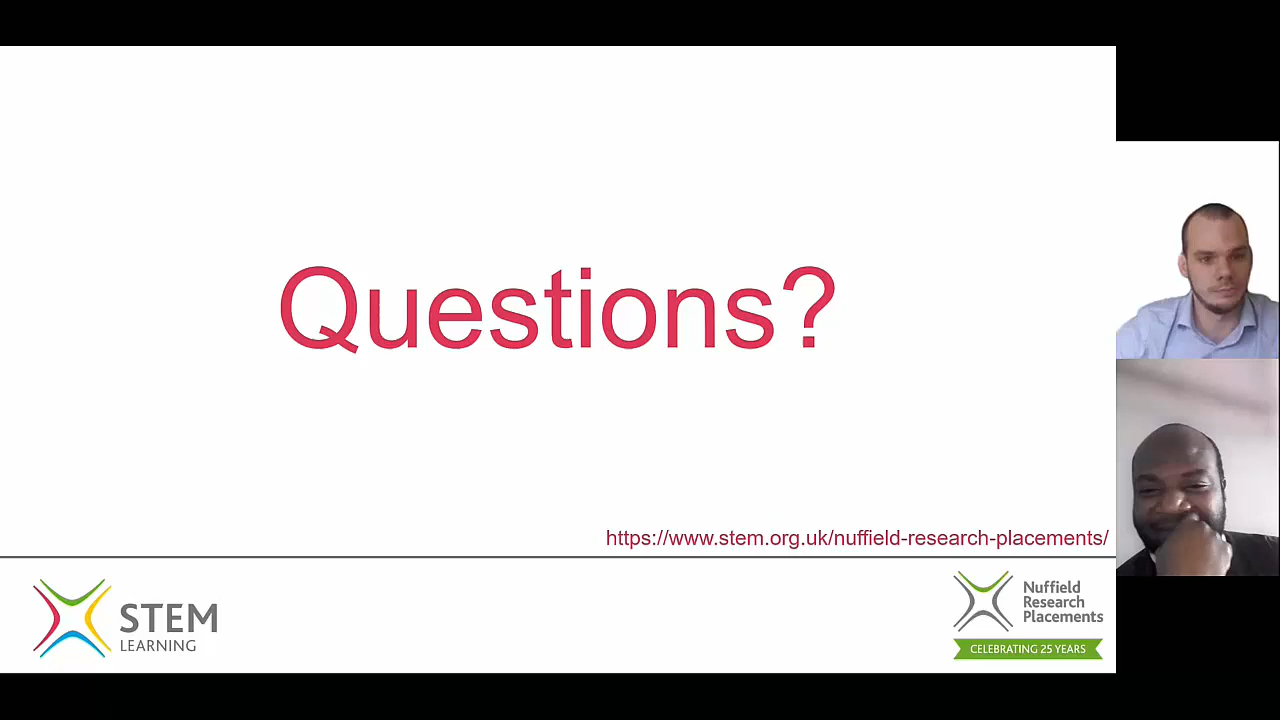 Questions?
https://www.stem.org.uk/nuffield-research-placements/
STEM
LEARNING
Nuffield
Research
Placements
CELEBRATING 25 YEARS